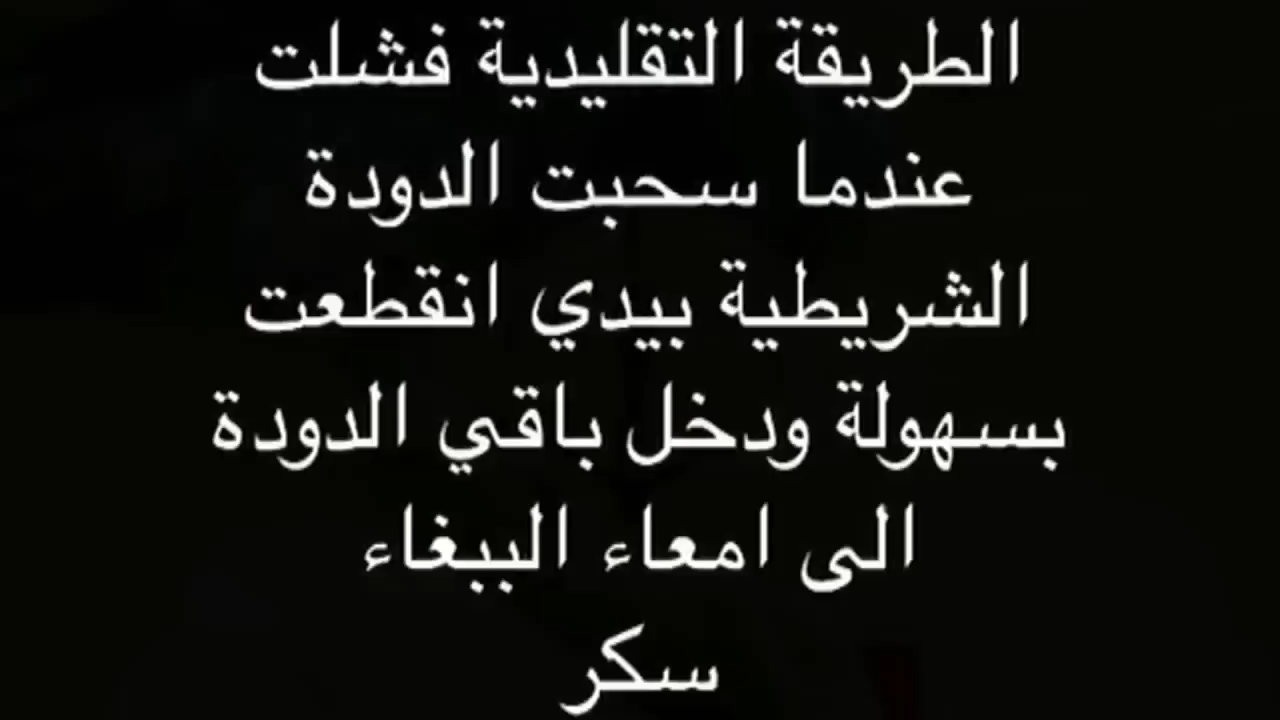 الطريقة التقليدية فشلت
عندما سحبت الدودة
الشريطية بيدي انقطعت
بسهولة ودخل باقي الدودة
الى امعاء الببغاء
سكر